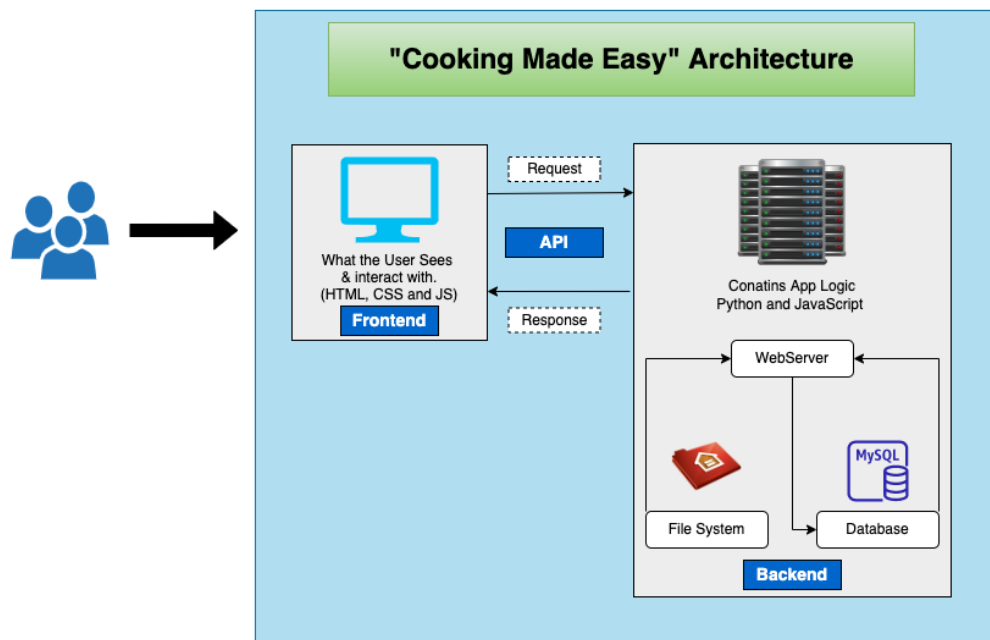 "Cooking Made Easy" Architecture
Request
API
Response
What the User Sees
& interact with.
(HTML, CSS and JS)
Frontend
Conatins App Logic
Python and JavaScript
WebServer
MySQL
File System
Database
Backend